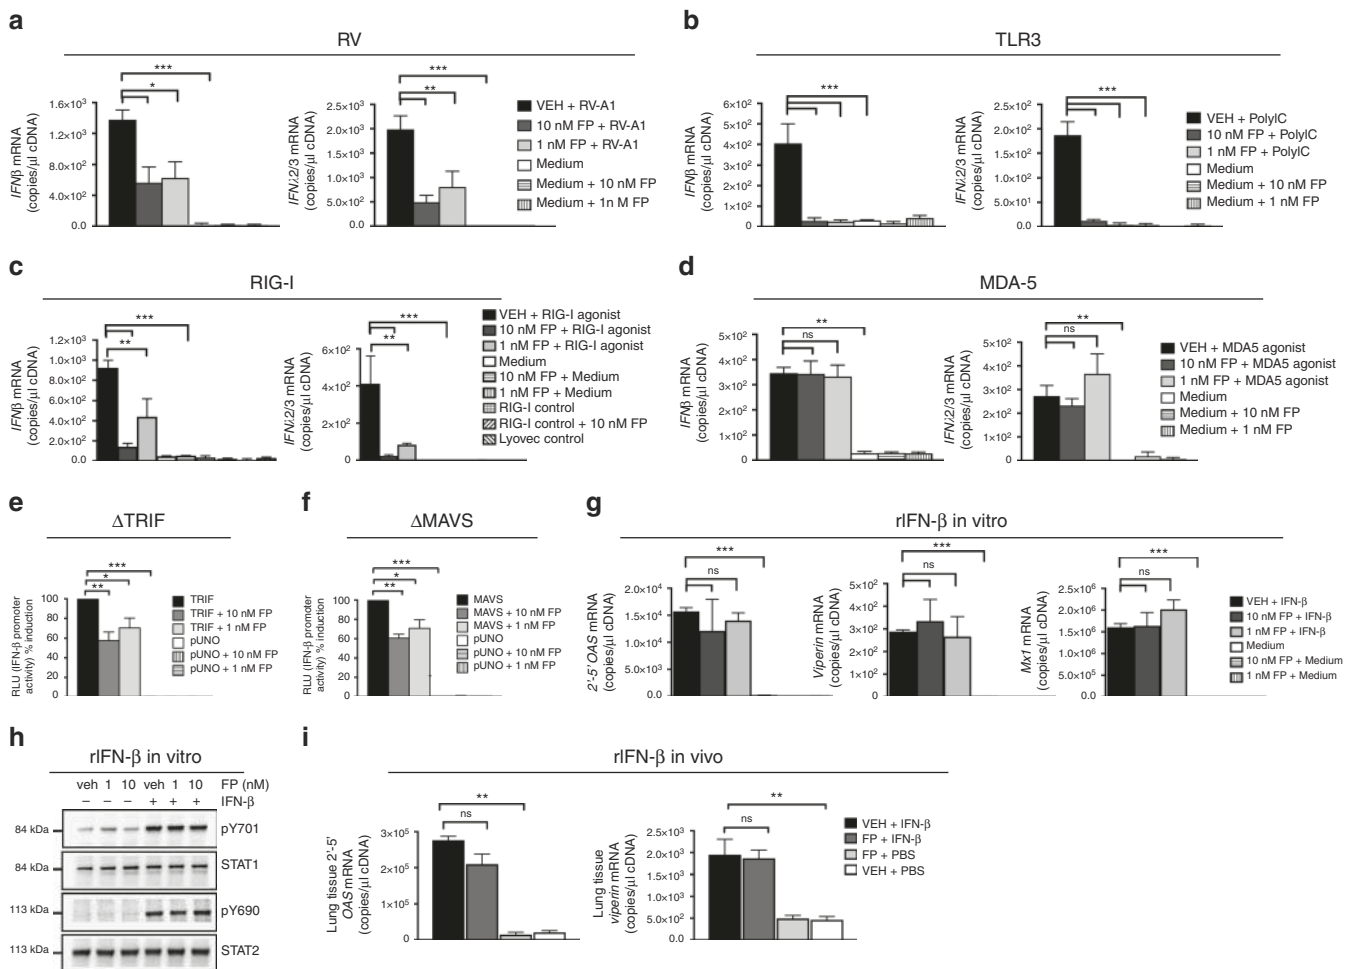 a
RV
IFNβ mRNA
(copies/µl cDNA)
1.6×10³
1.2×10³
8.0×10²
4.0×10²
0.0
***
*
IFNλ2/3 mRNA
(copies/µl cDNA)
2.5×10³
2.0×10³
1.5×10³
1.0×10³
5.0×10²
0.0
***
**
VEH + RV-A1
10 nM FP + RV-A1
1 nM FP + RV-A1
Medium
Medium + 10 nM FP
Medium + 1n M FP
b
TLR3
IFNβ mRNA
(copies/µl cDNA)
6×10²
5×10²
4×10²
3×10²
2×10²
1×10²
0
***
IFNλ2/3 mRNA
(copies/µl cDNA)
2.5×10²
2.0×10²
1.5×10²
1.0×10²
5.0×10¹
0.0
***
VEH + PolyIC
10 nM FP + PolyIC
1 nM FP + PolyIC
Medium
Medium + 10 nM FP
Medium + 1 nM FP
c
RIG-I
IFNβ mRNA
(copies/µl cDNA)
1.2×10³
1.0×10³
8.0×10²
6.0×10²
4.0×10²
2.0×10²
0.0
***
**
IFNλ2/3 mRNA
(copies/µl cDNA)
6×10²
4×10²
2×10²
0
***
**
VEH + RIG-I agonist
10 nM FP + RIG-I agonist
1 nM FP + RIG-I agonist
Medium
10 nM FP + Medium
1 nM FP + Medium
RIG-I control
RIG-I control + 10 nM FP
Lyovec control
d
MDA-5
IFNβ mRNA
(copies/µl cDNA)
5×10²
4×10²
3×10²
2×10²
1×10²
0
**
ns
IFNλ2/3 mRNA
(copies/µl cDNA)
5×10²
4×10²
3×10²
2×10²
1×10²
0
**
ns
VEH + MDA5 agonist
10 nM FP + MDA5 agonist
1 nM FP + MDA5 agonist
Medium
Medium + 10 nM FP
Medium + 1 nM FP
e
ΔTRIF
RLU (IFN-β promoter
activity) % induction
100
80
60
40
20
0
***
*
**
TRIF
TRIF + 10 nM FP
TRIF + 1 nM FP
pUNO
pUNO + 10 nM FP
pUNO + 1 nM FP
f
ΔMAVS
RLU (IFN-β promoter
activity) % induction
100
80
60
40
20
0
***
*
**
MAVS
MAVS + 10 nM FP
MAVS + 1 nM FP
pUNO
pUNO + 10 nM FP
pUNO + 1 nM FP
g
rIFN-β in vitro
2'-5' OAS mRNA
(copies/µl cDNA)
2.0×10⁴
1.5×10⁴
1.0×10⁴
5.0×10³
0.0
***
ns
Viperin mRNA
(copies/µl cDNA)
5×10²
4×10²
3×10²
2×10²
1×10²
0
***
ns
Mx1 mRNA
(copies/µl cDNA)
2.5×10⁶
2.0×10⁶
1.5×10⁶
1.0×10⁶
5.0×10⁵
0.0
***
ns
VEH + IFN-β
10 nM FP + IFN-β
1 nM FP + IFN-β
Medium
10 nM FP + Medium
1 nM FP + Medium
h
rIFN-β in vitro
veh 1 10 veh 1 10 FP (nM)
– – – + + + IFN-β
84 kDa pY701
84 kDa STAT1
113 kDa pY690
113 kDa STAT2
i
rIFN-β in vivo
Lung tissue 2'-5'
OAS mRNA
(copies/µl cDNA)
3×10⁵
2×10⁵
1×10⁵
0
**
ns
Lung tissue
viperin mRNA
(copies/µl cDNA)
2.5×10³
2.0×10³
1.5×10³
1.0×10³
5.0×10²
0.0
**
ns
VEH + IFN-β
FP + IFN-β
FP + PBS
VEH + PBS